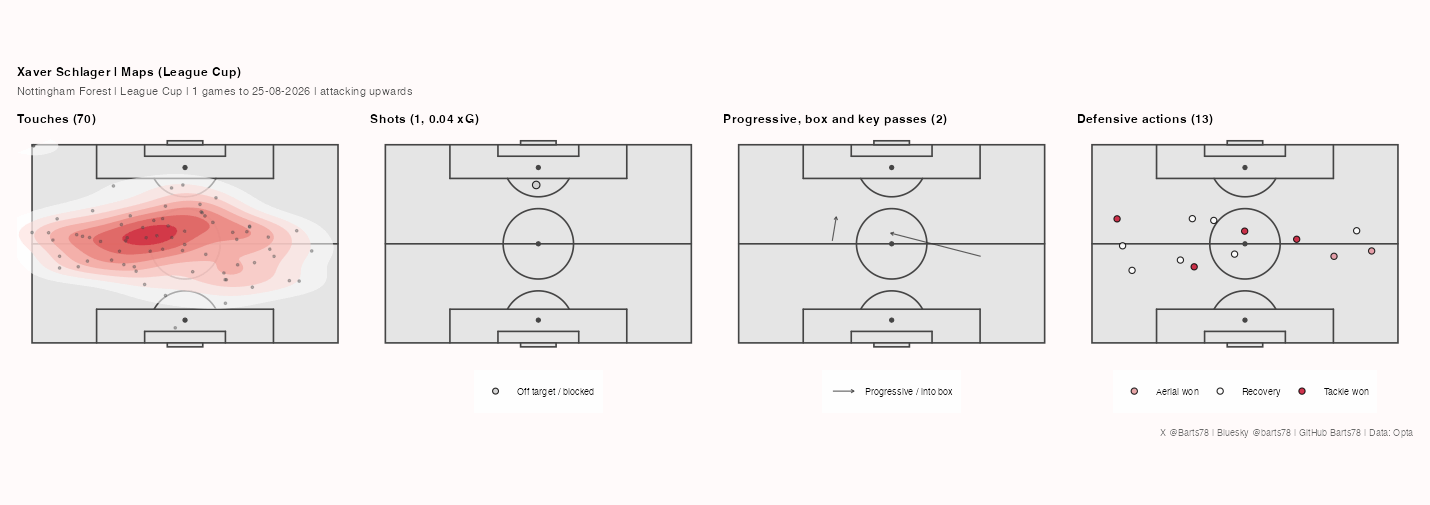 Xaver Schlager | Maps (League Cup)
Nottingham Forest | League Cup | 1 games to 25-08-2026 | attacking upwards
Touches (70)
Shots (1, 0.04 xG)
Progressive, box and key passes (2)
Defensive actions (13)
Off target / blocked
Progressive / into box
Aerial won
Recovery
Tackle won
X @Barts78 | Bluesky @barts78 | GitHub Barts78 | Data: Opta